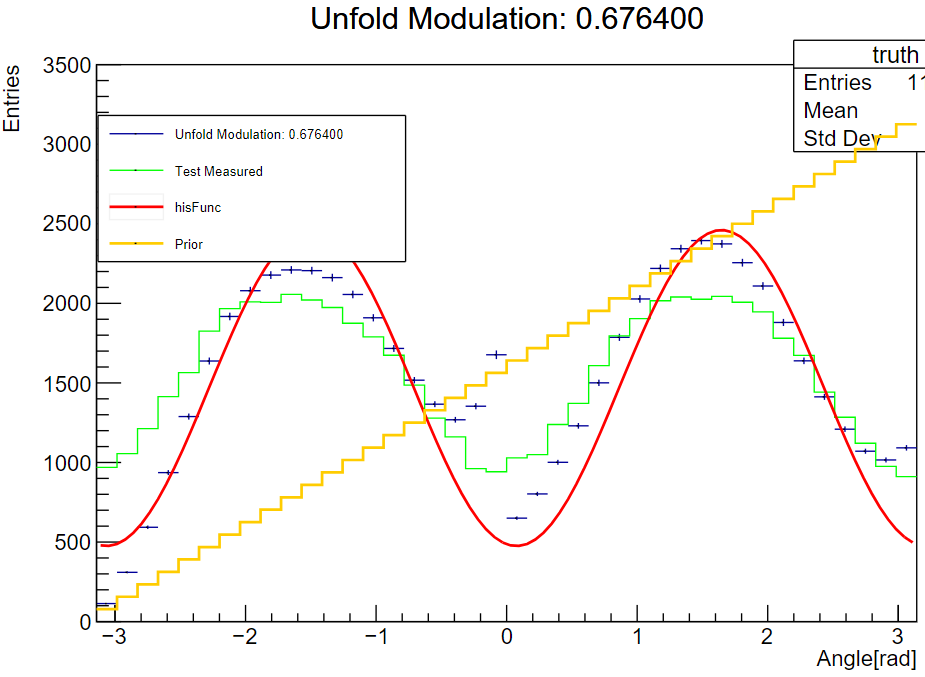 Unfold Modulation: 0.676400
truth
Entries 11
Mean
Std Dev
Entries
3500
3000
2500
2000
1500
1000
500
0
Unfold Modulation: 0.676400
Test Measured
hisFunc
Prior
−3 −2 −1 0 1 2 3
Angle[rad]